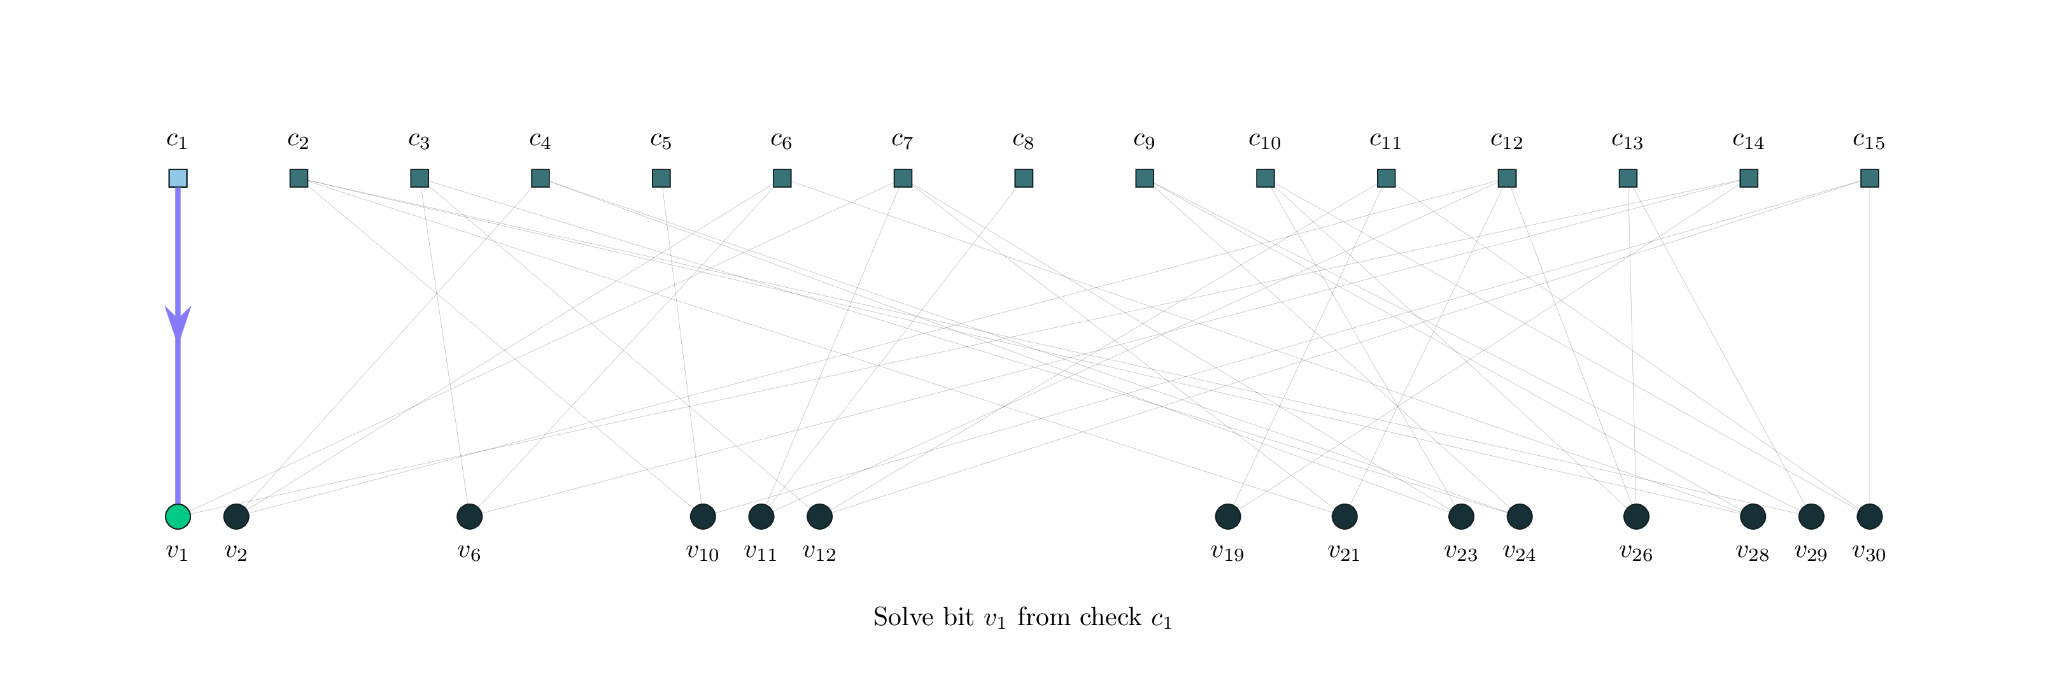 c₁ c₂ c₃ c₄ c₅ c₆ c₇ c₈ c₉ c₁₀ c₁₁ c₁₂ c₁₃ c₁₄ c₁₅
v₁ v₂ v₆ v₁₀ v₁₁ v₁₂ v₁₉ v₂₁ v₂₃ v₂₄ v₂₆ v₂₈ v₂₉ v₃₀
Solve bit v₁ from check c₁